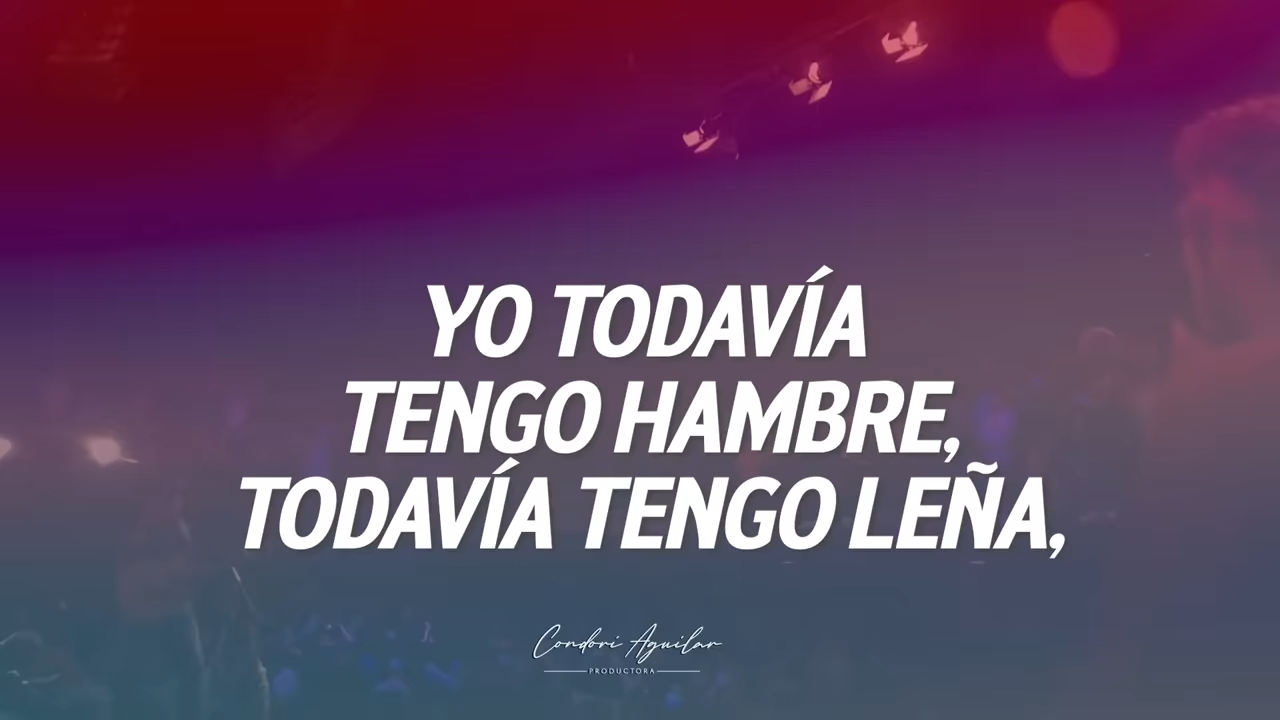 YO TODAVÍA
TENGO HAMBRE,
TODAVÍA TENGO LEÑA,
Condori Aguilar
PRODUCTORA